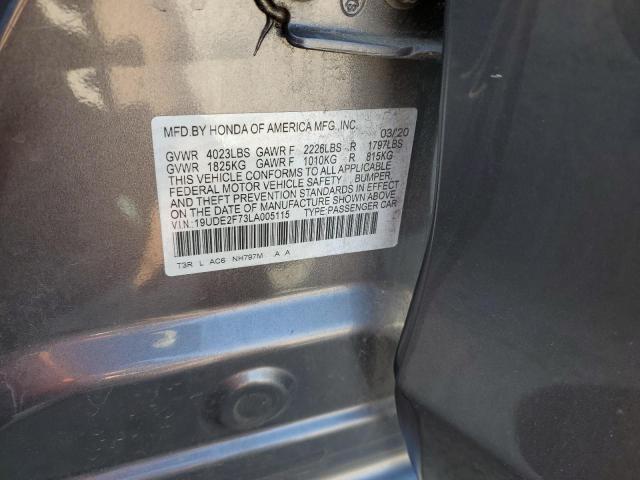 MFD.BY HONDA OF AMERICA MFG.,INC. 03/20
GVWR 4023LBS GAWR F 2226LBS R 1797LBS
GVWR 1825KG GAWR F 1010KG R 815KG
THIS VEHICLE CONFORMS TO ALL APPLICABLE
FEDERAL MOTOR VEHICLE SAFETY , BUMPER,
AND THEFT PREVENTION STANDARDS IN EFFECT
ON THE DATE OF MANUFACTURE SHOWN ABOVE.
V.I.N.:19UDE2F73LA005115 TYPE:PASSENGER CAR
T3R L AC6 NH797M A A